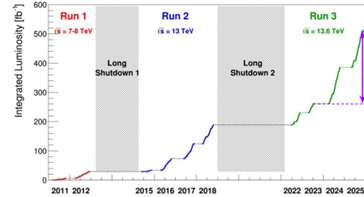 600
500
400
300
200
100
0
Integrated Luminosity [fb⁻¹]
Run 1
√s = 7-8 TeV
Run 2
√s = 13 TeV
Run 3
√s = 13.6 TeV
Long
Shutdown 1
Long
Shutdown 2
2011 2012 2015 2016 2017 2018 2022 2023 2024 2025